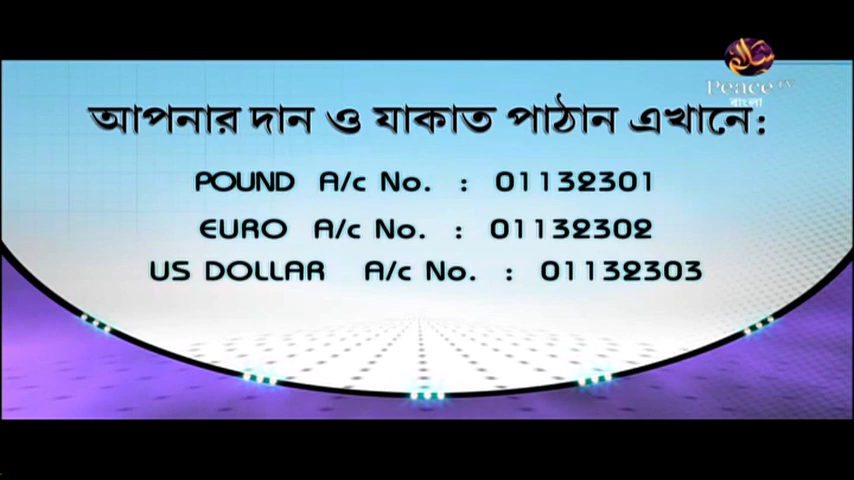 Peace TV
বাংলা
আপনার দান ও যাকাত পাঠান এখানে:
POUND A/c No. : 01132301
EURO A/c No. : 01132302
US DOLLAR A/c No. : 01132303